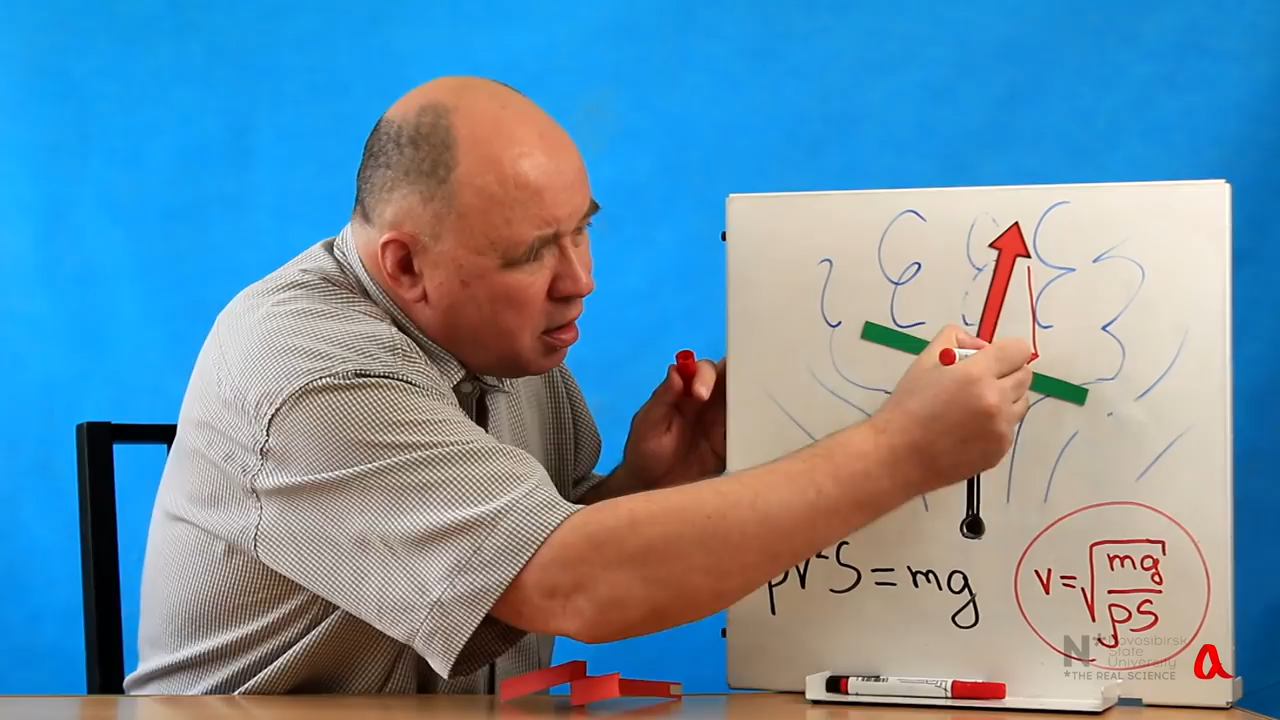 ρv²S=mg
v=√mg/ρS
N*
Novosibirsk
State
University
*THE REAL SCIENCE
a